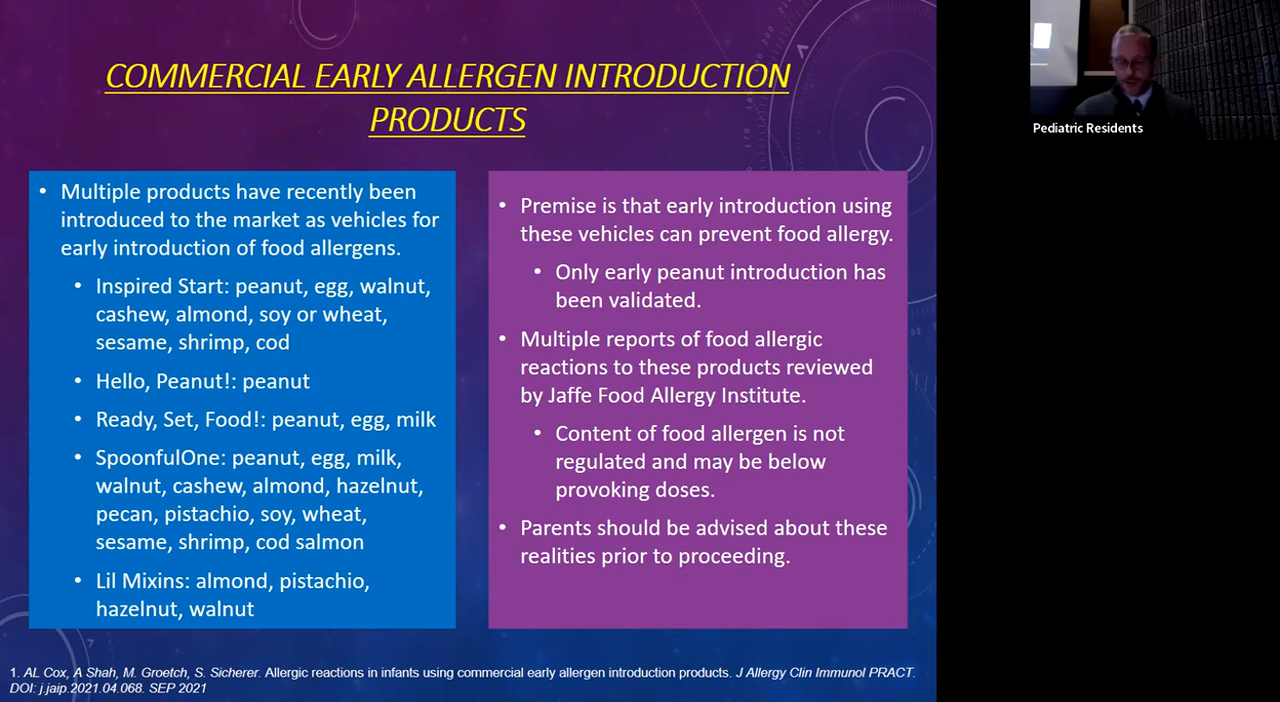 COMMERCIAL EARLY ALLERGEN INTRODUCTION
PRODUCTS
• Multiple products have recently been
introduced to the market as vehicles for
early introduction of food allergens.
• Inspired Start: peanut, egg, walnut,
cashew, almond, soy or wheat,
sesame, shrimp, cod
• Hello, Peanut!: peanut
• Ready, Set, Food!: peanut, egg, milk
• SpoonfulOne: peanut, egg, milk,
walnut, cashew, almond, hazelnut,
pecan, pistachio, soy, wheat,
sesame, shrimp, cod salmon
• Lil Mixins: almond, pistachio,
hazelnut, walnut
• Premise is that early introduction using
these vehicles can prevent food allergy.
• Only early peanut introduction has
been validated.
• Multiple reports of food allergic
reactions to these products reviewed
by Jaffe Food Allergy Institute.
• Content of food allergen is not
regulated and may be below
provoking doses.
• Parents should be advised about these
realities prior to proceeding.
1. AL Cox, A Shah, M. Groetch, S. Sicherer. Allergic reactions in infants using commercial early allergen introduction products. J Allergy Clin Immunol PRACT.
DOI: j.jaip.2021.04.068. SEP 2021
Pediatric Residents